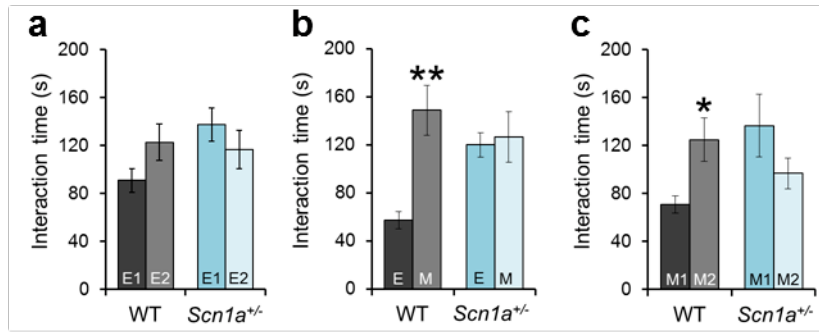 a
Interaction time (s)
200
160
120
80
40
0
E1 E2 E1 E2
WT Scn1a+/-
b
Interaction time (s)
200
160
120
80
40
0
**
E M E M
WT Scn1a+/-
c
Interaction time (s)
200
160
120
80
40
0
*
M1 M2 M1 M2
WT Scn1a+/-